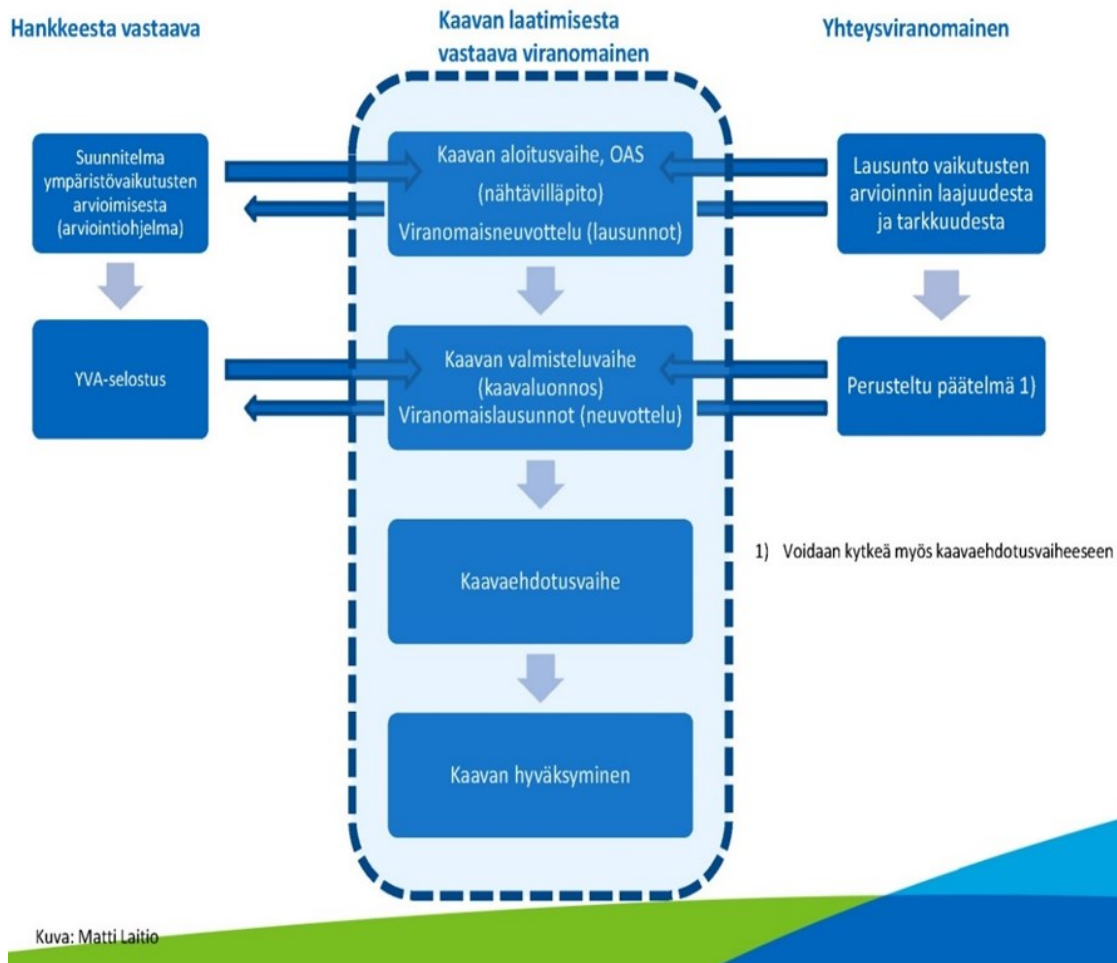 Hankkeesta vastaava
Kaavan laatimisesta
vastaava viranomainen
Yhteysviranomainen
Suunnitelma
ympäristövaikutusten
arvioimisesta
(arviointiohjelma)
Kaavan aloitusvaihe, OAS
(nähtävilläpito)
Viranomaisneuvottelu (lausunnot)
Lausunto vaikutusten
arvioinnin laajuudesta
ja tarkkuudesta
YVA-selostus
Kaavan valmisteluvaihe
(kaavaluonnos)
Viranomaislausunnot (neuvottelu)
Perusteltu päätelmä 1)
Kaavaehdotusvaihe
1) Voidaan kytkeä myös kaavaehdotusvaiheeseen
Kaavan hyväksyminen
Kuva: Matti Laitio